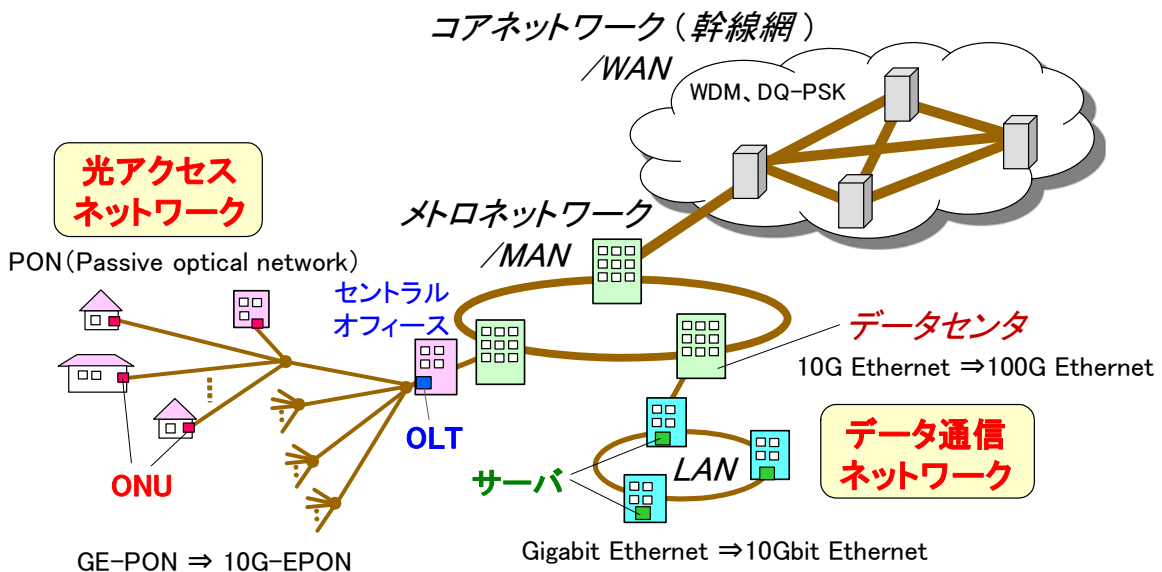 コアネットワーク(幹線網)
/WAN
WDM、DQ-PSK
光アクセス
ネットワーク
メトロネットワーク
/MAN
PON(Passive optical network)
セントラル
オフィース
データセンタ
10G Ethernet ⇒100G Ethernet
OLT
データ通信
ネットワーク
LAN
サーバ
ONU
Gigabit Ethernet ⇒10Gbit Ethernet
GE-PON ⇒ 10G-EPON